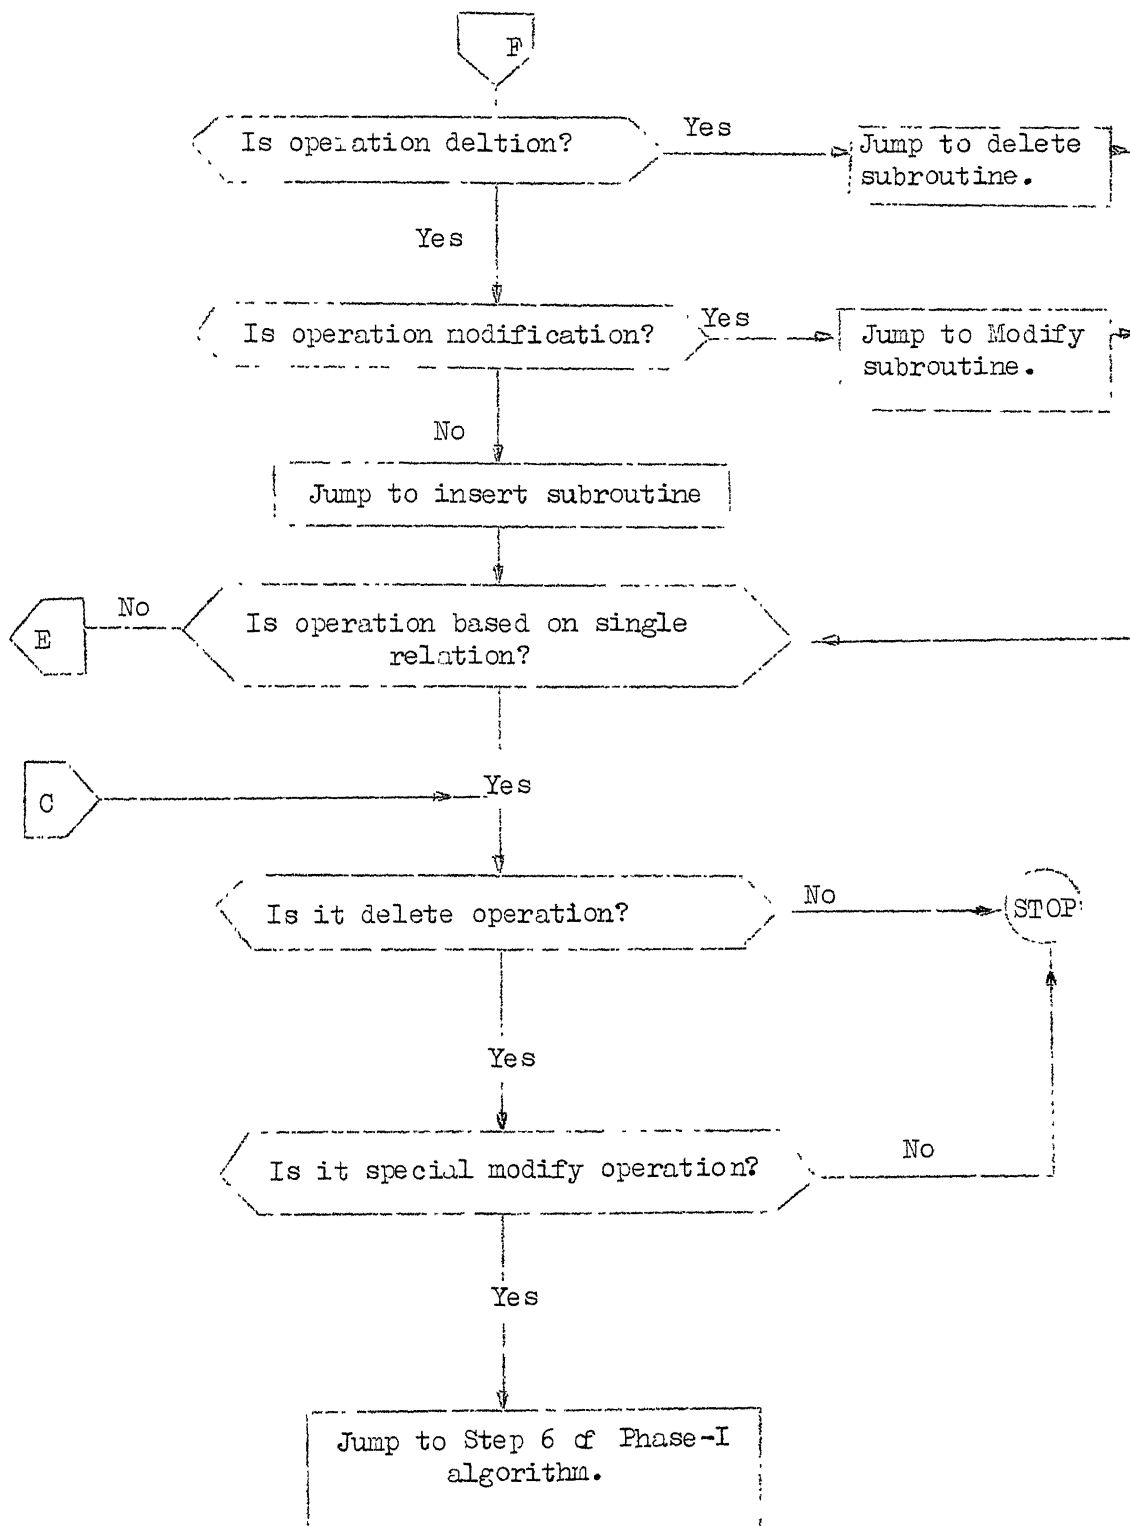 F
Is operation deltion?
Yes
Jump to delete
subroutine.
Yes
Is operation modification?
Yes
Jump to Modify
subroutine.
No
Jump to insert subroutine
E
No
Is operation based on single
relation?
C
Yes
Is it delete operation?
No
STOP
Yes
Is it special modify operation?
No
Yes
Jump to Step 6 of Phase-I
algorithm.